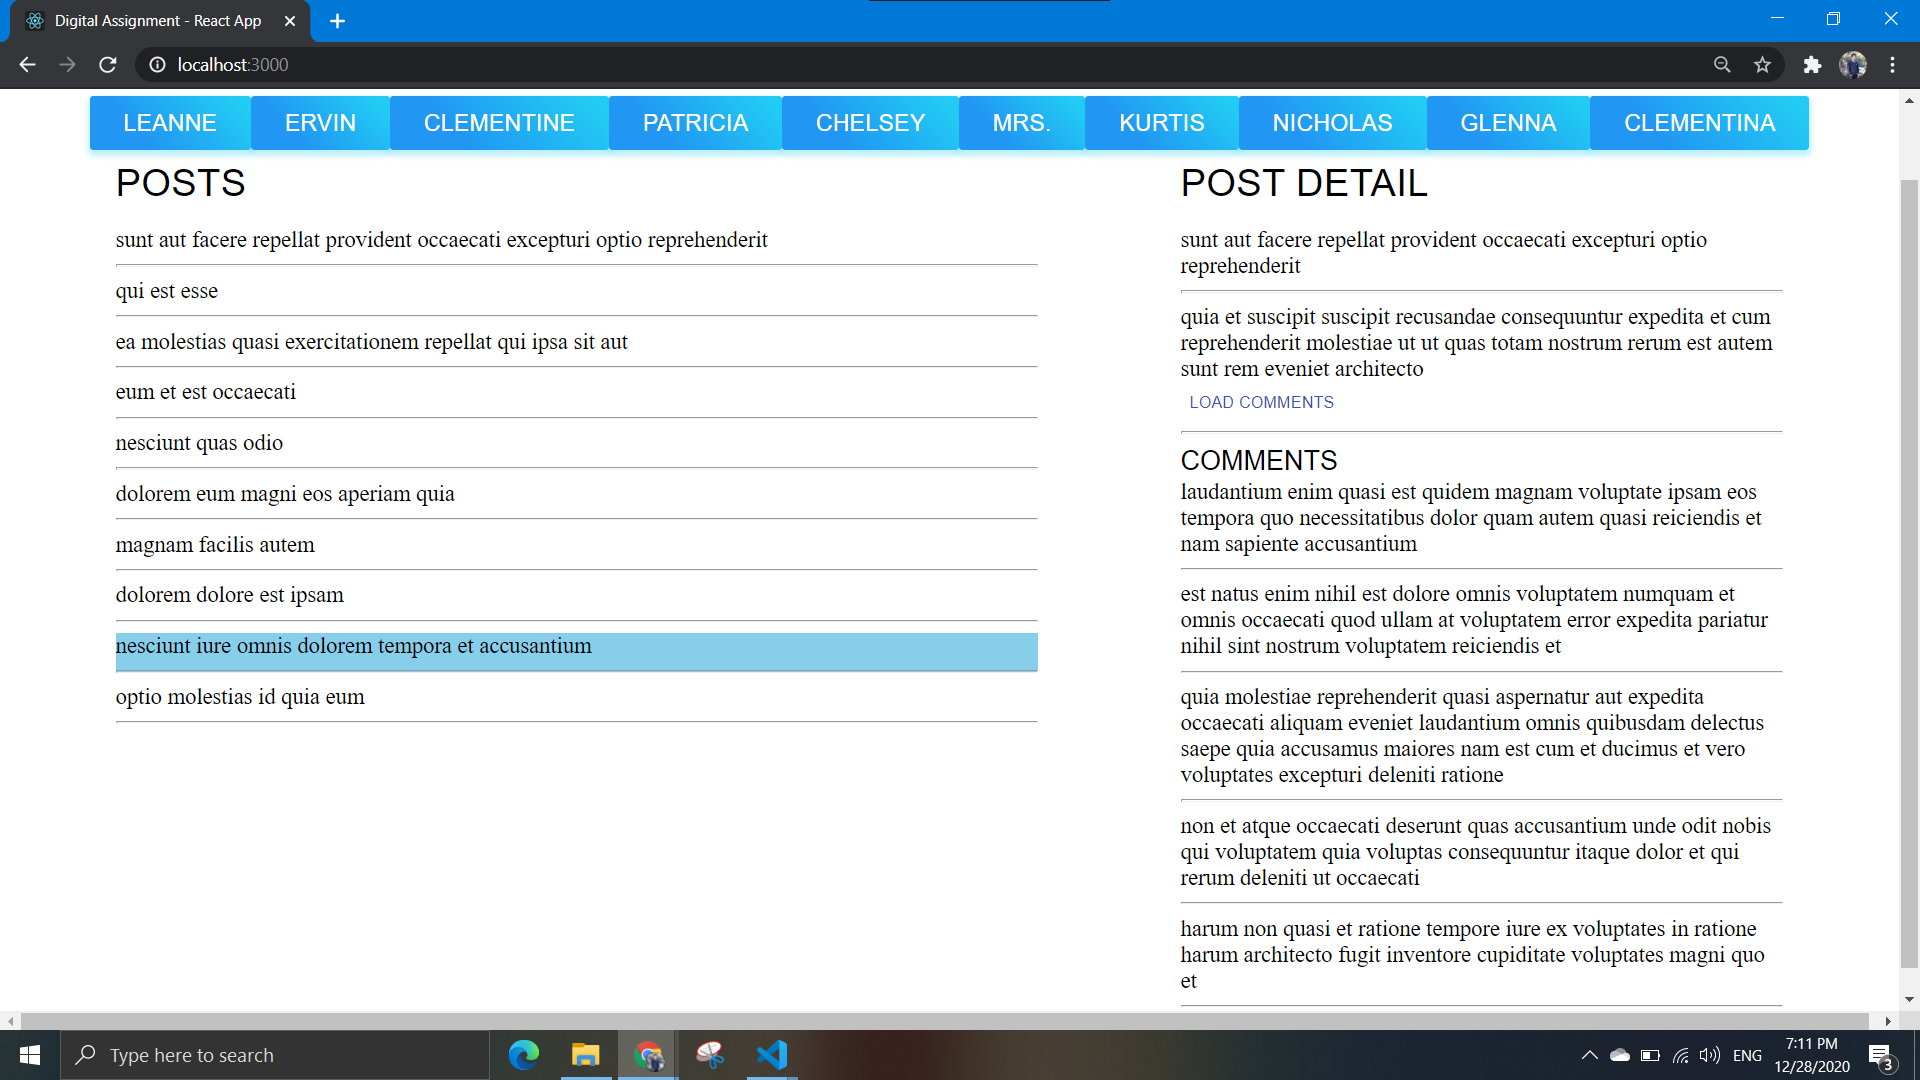 Digital Assignment - React App
localhost:3000
LEANNE ERVIN CLEMENTINE PATRICIA CHELSEY MRS. KURTIS NICHOLAS GLENNA CLEMENTINA
POSTS
sunt aut facere repellat provident occaecati excepturi optio reprehenderit
qui est esse
ea molestias quasi exercitationem repellat qui ipsa sit aut
eum et est occaecati
nesciunt quas odio
dolorem eum magni eos aperiam quia
magnam facilis autem
dolorem dolore est ipsam
nesciunt iure omnis dolorem tempora et accusantium
optio molestias id quia eum
POST DETAIL
sunt aut facere repellat provident occaecati excepturi optio
reprehenderit
quia et suscipit suscipit recusandae consequuntur expedita et cum
reprehenderit molestiae ut ut quas totam nostrum rerum est autem
sunt rem eveniet architecto
LOAD COMMENTS
COMMENTS
laudantium enim quasi est quidem magnam voluptate ipsam eos
tempora quo necessitatibus dolor quam autem quasi reiciendis et
nam sapiente accusantium
est natus enim nihil est dolore omnis voluptatem numquam et
omnis occaecati quod ullam at voluptatem error expedita pariatur
nihil sint nostrum voluptatem reiciendis et
quia molestiae reprehenderit quasi aspernatur aut expedita
occaecati aliquam eveniet laudantium omnis quibusdam delectus
saepe quia accusamus maiores nam est cum et ducimus et vero
voluptates excepturi deleniti ratione
non et atque occaecati deserunt quas accusantium unde odit nobis
qui voluptatem quia voluptas consequuntur itaque dolor et qui
rerum deleniti ut occaecati
harum non quasi et ratione tempore iure ex voluptates in ratione
harum architecto fugit inventore cupiditate voluptates magni quo
et
Type here to search
ENG
7:11 PM
12/28/2020
3